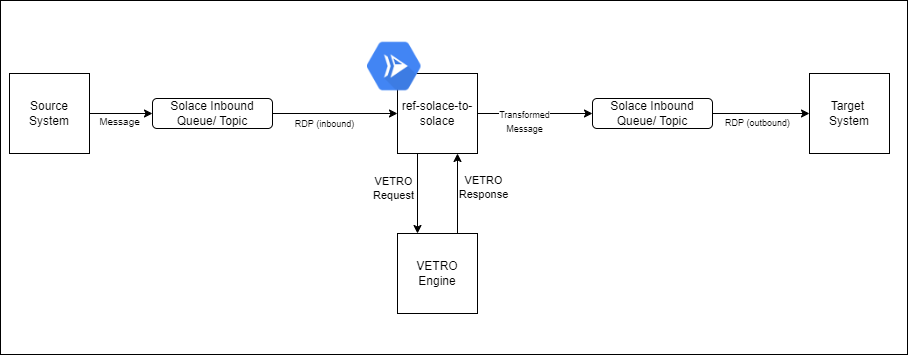 Source
System
Message
Solace Inbound
Queue/ Topic
RDP (inbound)
ref-solace-to-
solace
Transformed
Message
Solace Inbound
Queue/ Topic
RDP (outbound)
Target
System
VETRO
Request
VETRO
Response
VETRO
Engine